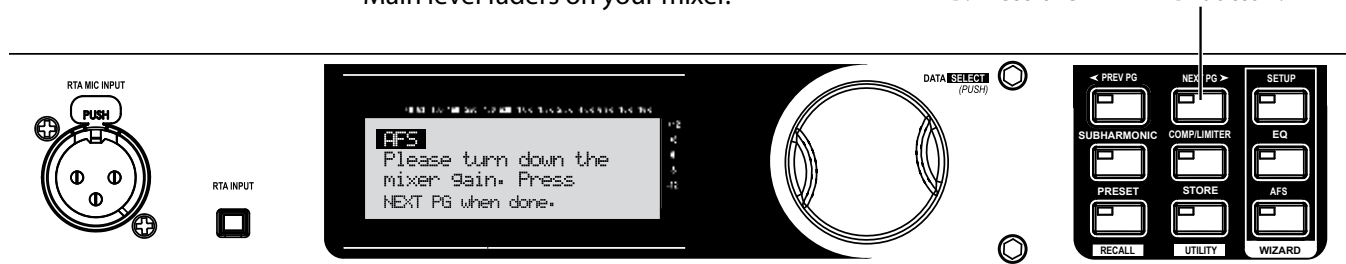 Main level faders on your mixer.
RTA MIC INPUT
PUSH
RTA INPUT
AFS
Please turn down the
mixer gain. Press
NEXT PG when done.
DATA SELECT
(PUSH)
< PREV PG
NEXT PG >
SETUP
SUBHARMONIC
COMP/LIMITER
EQ
PRESET
STORE
AFS
RECALL
UTILITY
WIZARD